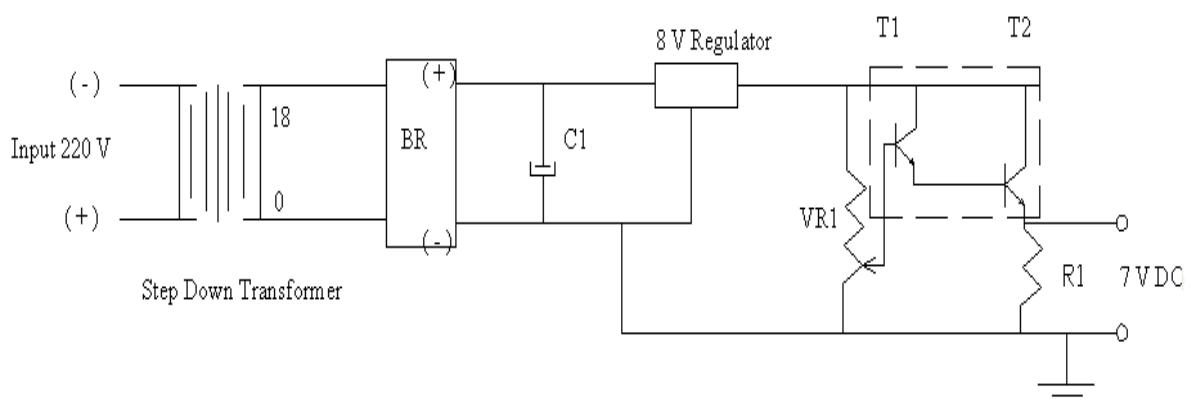 T1
T2
8 V Regulator
(-)
(+)
18
Input 220 V
BR
C1
0
VR1
(+)
(-)
R1
7 V DC
Step Down Transformer